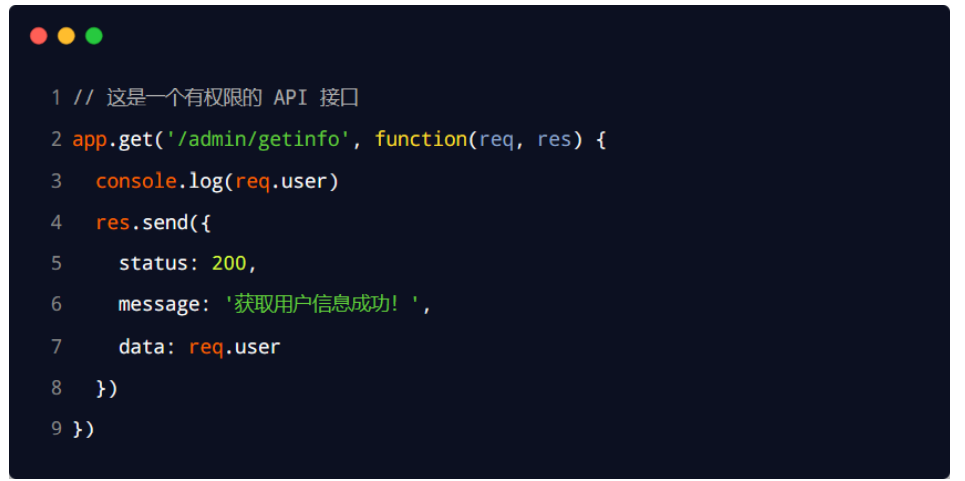 1 // 这是一个有权限的 API 接口
2 app.get('/admin/getinfo', function(req, res) {
3   console.log(req.user)
4   res.send({
5     status: 200,
6     message: '获取用户信息成功！',
7     data: req.user
8   })
9 })